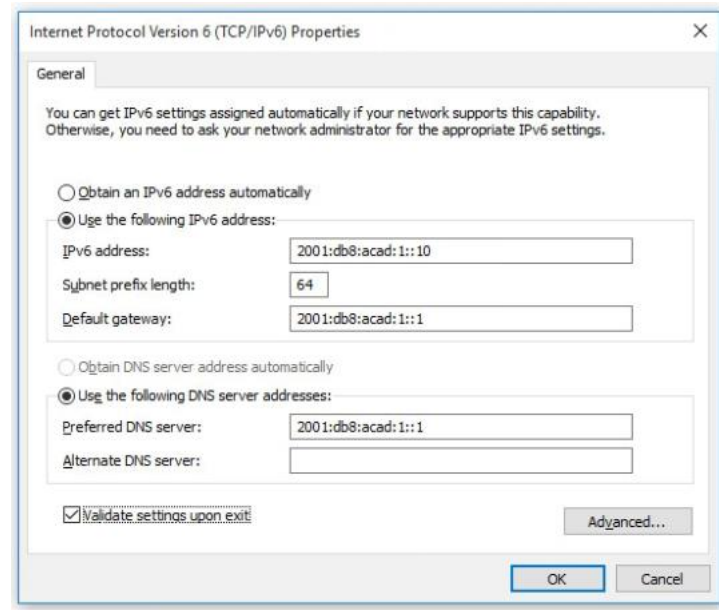 Internet Protocol Version 6 (TCP/IPv6) Properties
General
You can get IPv6 settings assigned automatically if your network supports this capability.
Otherwise, you need to ask your network administrator for the appropriate IPv6 settings.
Obtain an IPv6 address automatically
Use the following IPv6 address:
IPv6 address: 2001:db8:acad:1::10
Subnet prefix length: 64
Default gateway: 2001:db8:acad:1::1
Obtain DNS server address automatically
Use the following DNS server addresses:
Preferred DNS server: 2001:db8:acad:1::1
Alternate DNS server:
Validate settings upon exit
Advanced...
OK Cancel